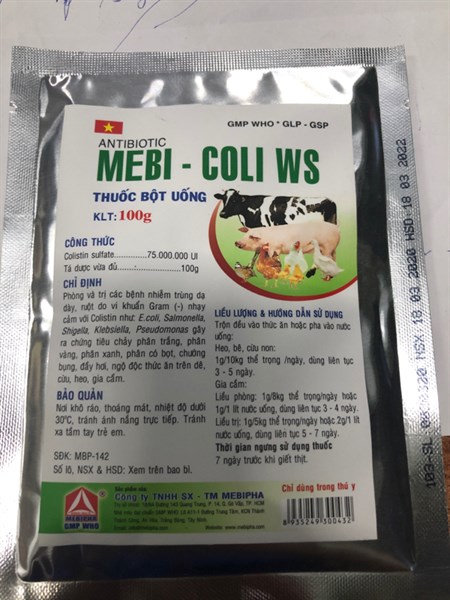 GMP WHO * GLP - GSP
ANTIBIOTIC
MEBI - COLI WS
THUỐC BỘT UỐNG
KLT: 100g
CÔNG THỨC
Colistin sulfate..............75.000.000 UI
Tá dược vừa đủ .....:...................100g
CHỈ ĐỊNH
Phòng và trị các bệnh nhiễm trùng dạ
dày, ruột do vi khuẩn Gram (-) nhạy
cảm với Colistin như: E.coli, Salmonella,
Shigella, Klebsiella, Pseudomonas gây
ra chứng tiêu chảy phân trắng, phân
vàng, phân xanh, phân có bọt, chướng
bụng, đầy hơi, ngộ độc thức ăn trên dê,
cừu, heo, gia cầm.
BẢO QUẢN
Nơi khô ráo, thoáng mát, nhiệt độ dưới
30ºC, tránh ánh nắng trực tiếp. Tránh
xa tầm tay trẻ em.
SĐK: MBP-142
Số lô, NSX & HSD: Xem trên bao bì.
LIỀU LƯỢNG & HƯỚNG DẪN SỬ DỤNG
Trộn đều vào thức ăn hoặc pha vào nước
uống:
Heo, bê, cừu non:
1g/10kg thể trọng /ngày, dùng liên tục
3 - 5 ngày.
Gia cầm:
Liều phòng: 1g/8kg thể trọng/ngày hoặc
1g/1 lít nước uống, dùng liên tục 3 - 4 ngày.
Liều trị: 1g/5kg thể trọng/ngày hoặc 2g/1 lít
nước uống, dùng liên tục 5 - 7 ngày.
Thời gian ngưng sử dụng thuốc
7 ngày trước khi giết thịt.
Chỉ dùng trong thú y
MEBIPHA
GMP WHO
Sản phẩm của
Công ty TNHH SX - TM MEBIPHA
8935249300432
NSX 18 03 2020 HSD 18 03 2022